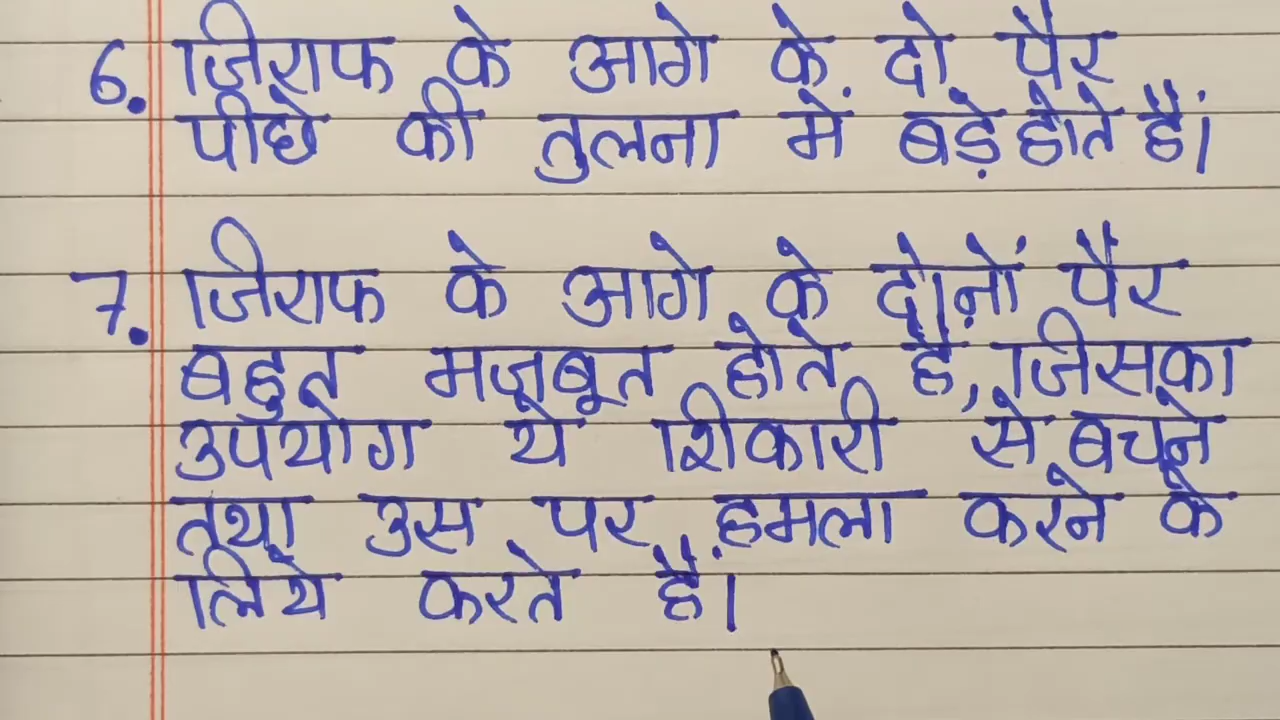 6. जिराफ के आगे के दो पैर
पीछे की तुलना में बड़े होते हैं।
7. जिराफ के आगे के दोनों पैर
बहुत मजबूत होते हैं, जिसका
उपयोग ये शिकारी से बचने
तथा उस पर हमला करने के
लिये करते हैं।